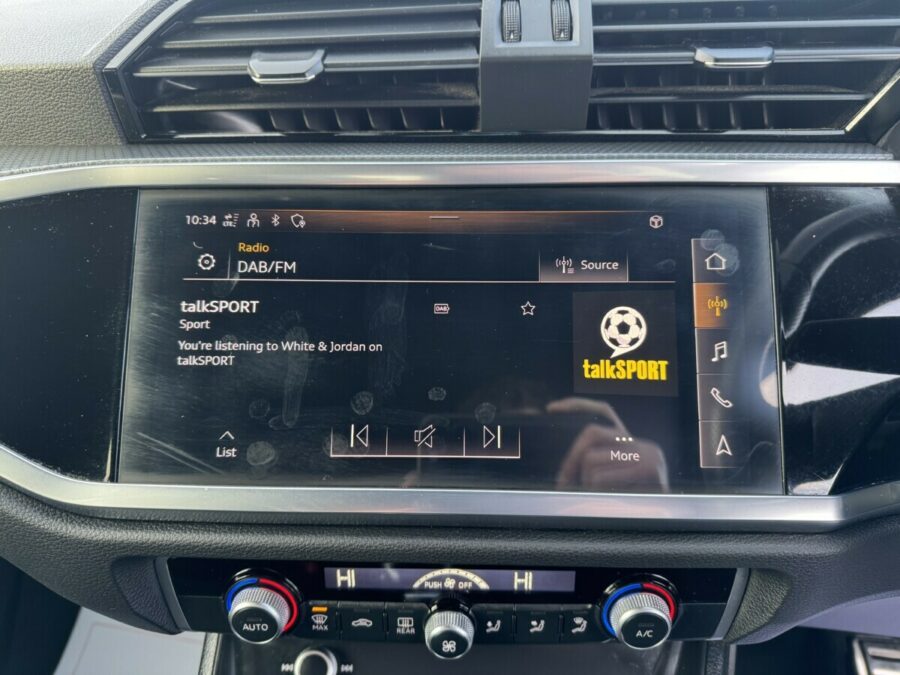 10:34
Radio
DAB/FM
Source
talkSPORT
DAB
Sport
You're listening to White & Jordan on
talkSPORT
talkSPORT
List
More
HI
PUSH OFF
HI
AUTO
MAX
REAR
A/C